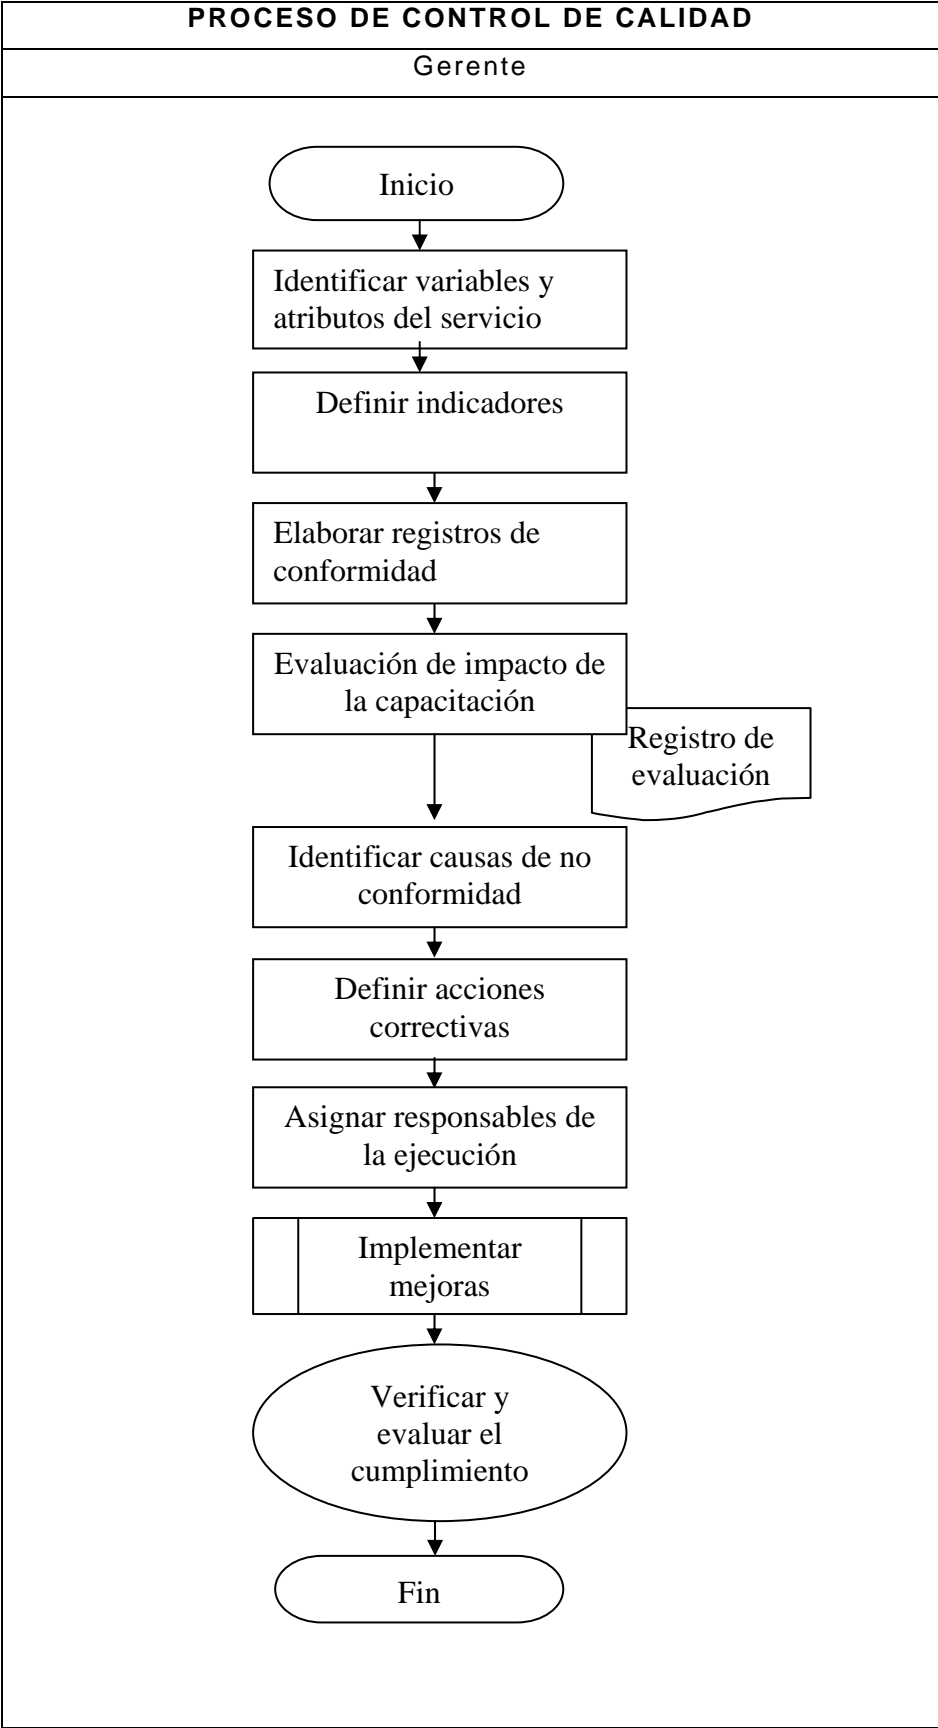 PROCESO DE CONTROL DE CALIDAD
Gerente
Inicio
Identificar variables y
atributos del servicio
Definir indicadores
Elaborar registros de
conformidad
Evaluación de impacto de
la capacitación
Registro de
evaluación
Identificar causas de no
conformidad
Definir acciones
correctivas
Asignar responsables de
la ejecución
Implementar
mejoras
Verificar y
evaluar el
cumplimiento
Fin